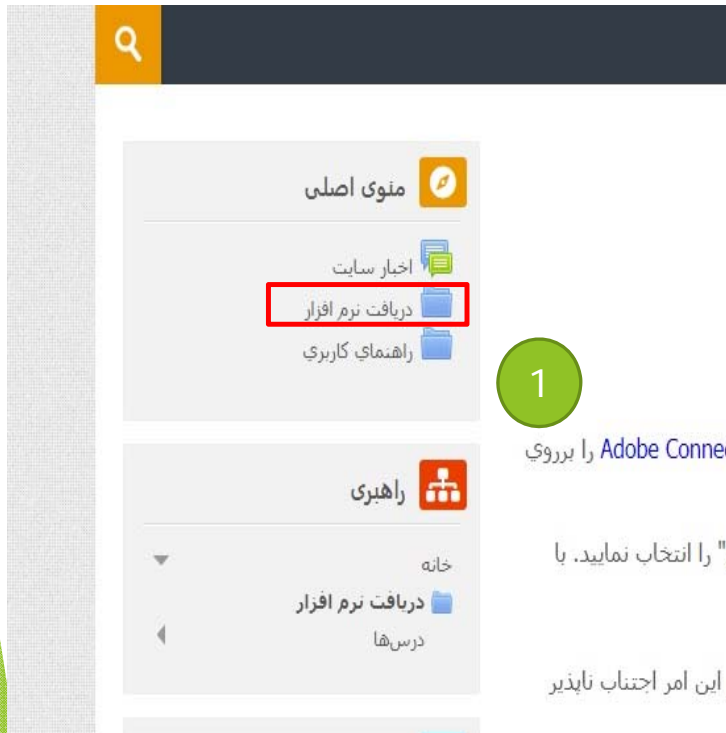 منوی اصلی
اخبار سایت
دریافت نرم افزار
راهنماي کاربري
1
Adobe Conne را برروي
راهبری
خانه
" را انتخاب نمایید. با
دریافت نرم افزار
درس‌ها
این امر اجتناب ناپذیر